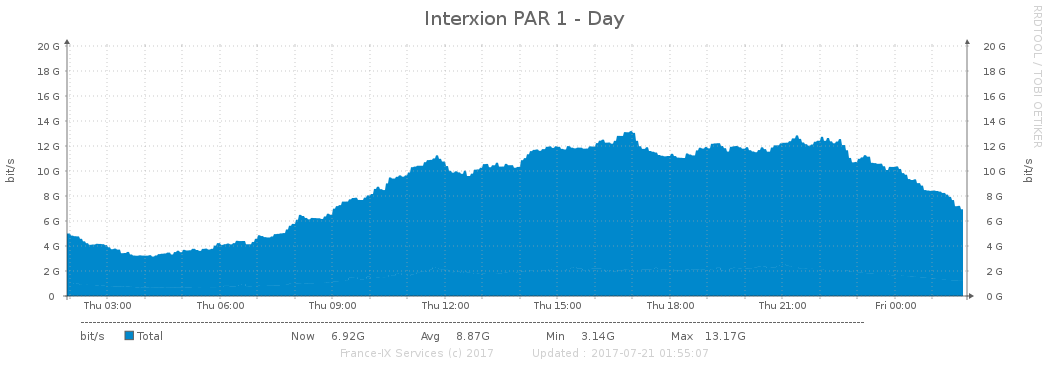 Interxion PAR 1 - Day
RRDTOOL / TOBI OETIKER
bit/s
20 G 20 G
18 G 18 G
16 G 16 G
14 G 14 G
12 G 12 G
10 G 10 G
8 G 8 G
6 G 6 G
4 G 4 G
2 G 2 G
0 0 G
bit/s
Thu 03:00 Thu 06:00 Thu 09:00 Thu 12:00 Thu 15:00 Thu 18:00 Thu 21:00 Fri 00:00
bit/s Total Now 6.92G Avg 8.87G Min 3.14G Max 13.17G
France-IX Services (c) 2017 Updated : 2017-07-21 01:55:07